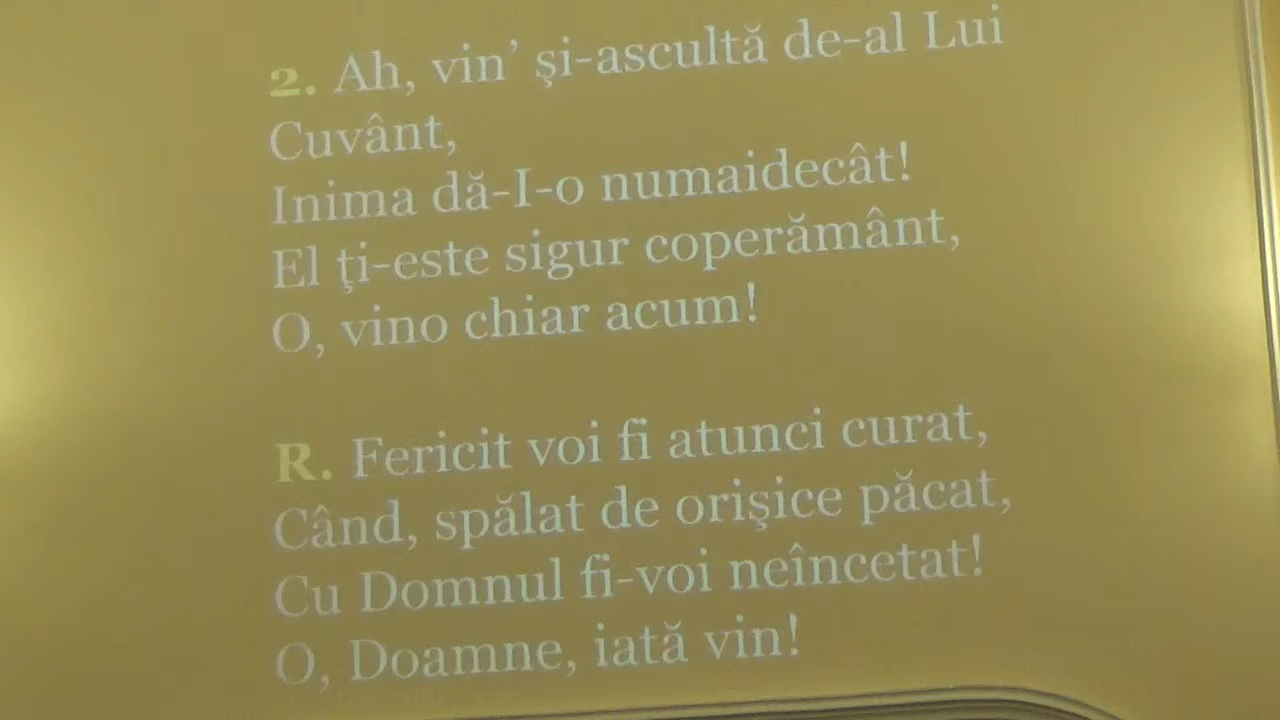 2. Ah, vin’ şi-ascultă de-al Lui
Cuvânt,
Inima dă-I-o numaidecât!
El ţi-este sigur coperământ,
O, vino chiar acum!
R. Fericit voi fi atunci curat,
Când, spălat de orişice păcat,
Cu Domnul fi-voi neîncetat!
O, Doamne, iată vin!